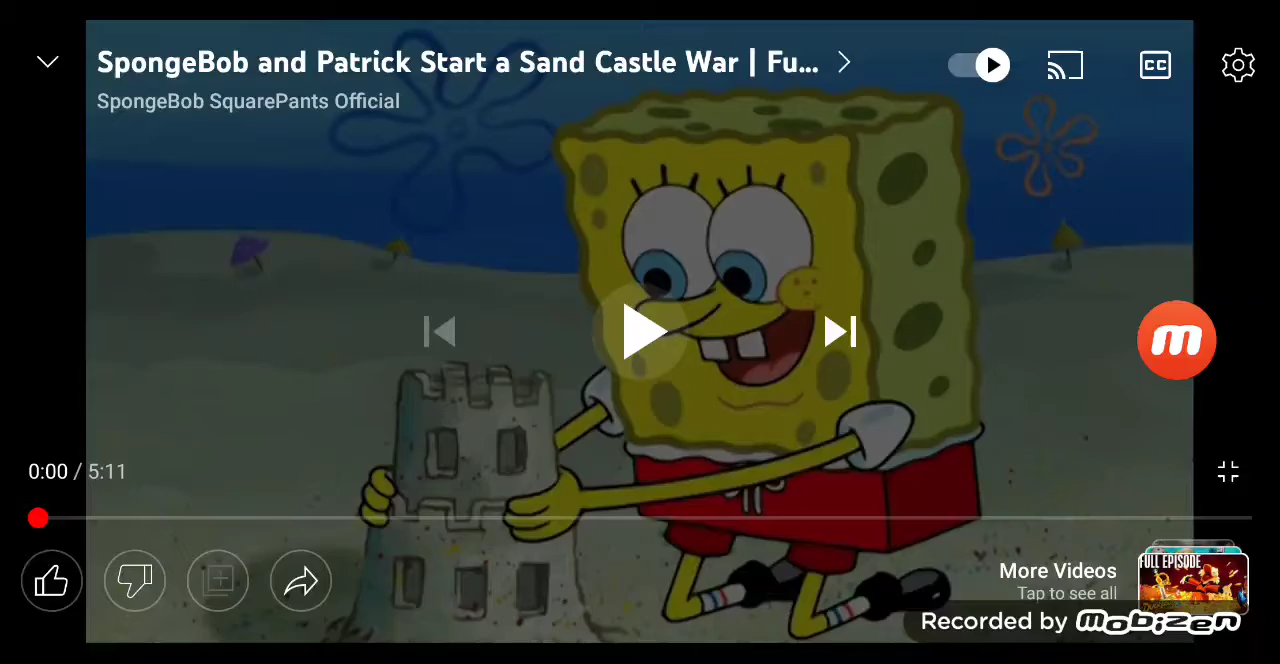 SpongeBob and Patrick Start a Sand Castle War | Fu...
SpongeBob SquarePants Official
CC
m
0:00 / 5:11
More Videos
Tap to see all
FULL EPISODE
Recorded by mobizen